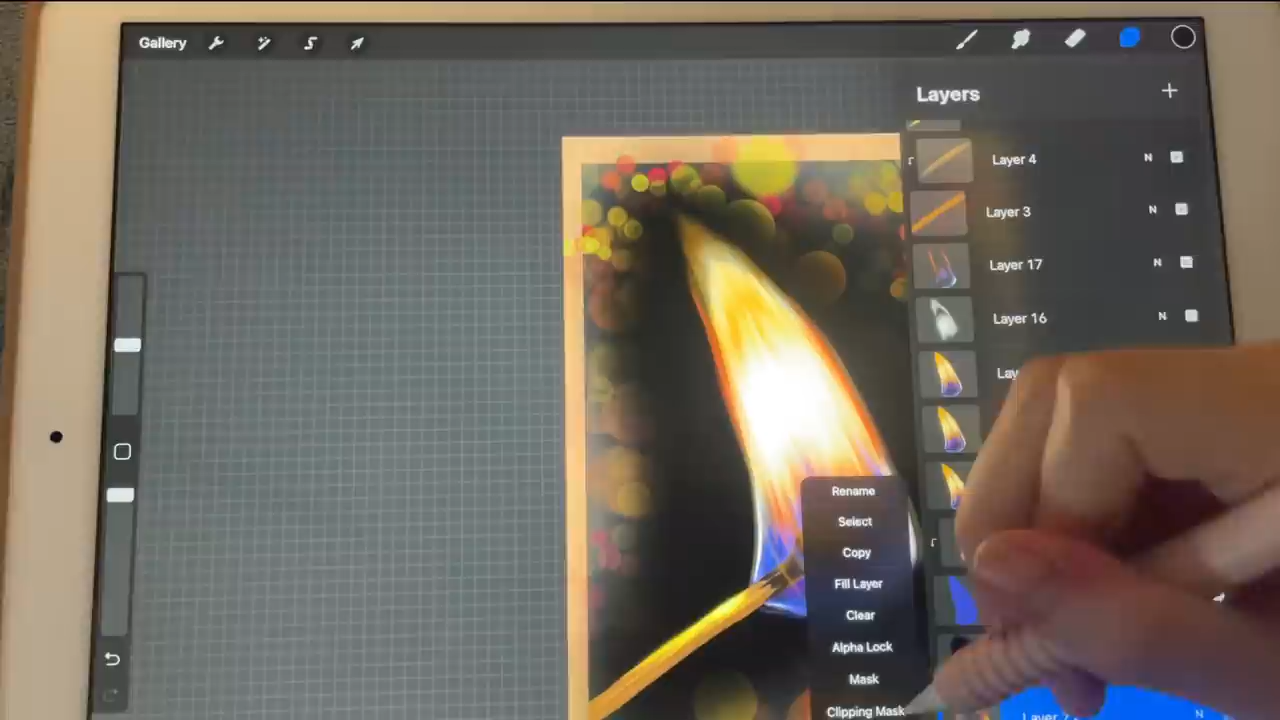 Gallery
Layers
Layer 4 N
Layer 3 N
Layer 17 N
Layer 16 N
Rename
Select
Copy
Fill Layer
Clear
Alpha Lock
Mask
Clipping Mask
N